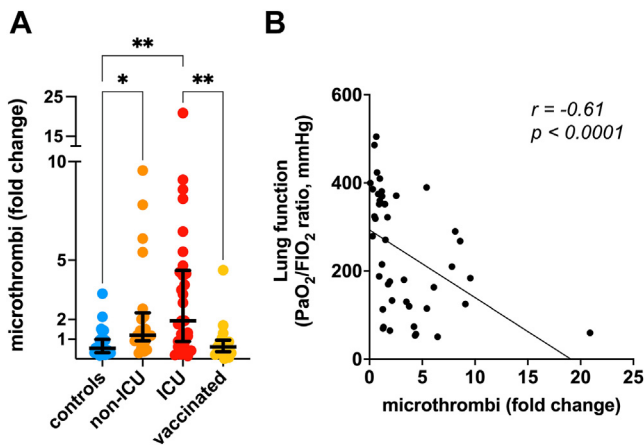 A
**
*
**
microthrombi (fold change)
25
15
10
5
2
1
controls
non-ICU
ICU
vaccinated
B
Lung function
(PaO2/FIO2 ratio, mmHg)
600
400
200
0
r = -0.61
p < 0.0001
0 5 10 15 20 25
microthrombi (fold change)